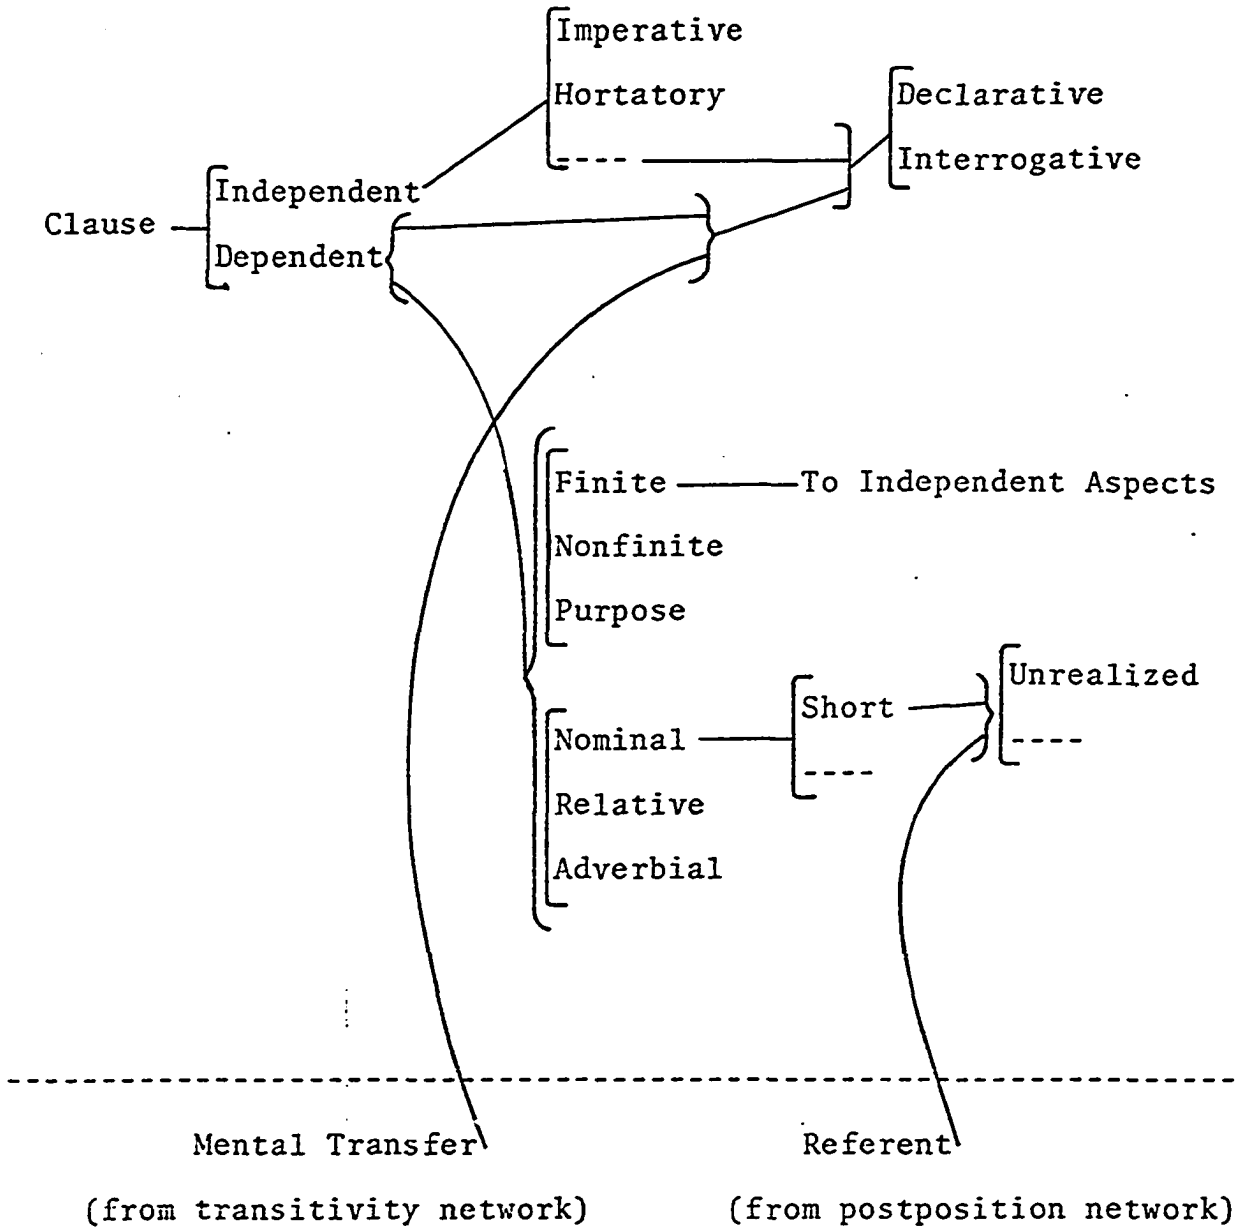 Imperative
Hortatory
----
Declarative
Interrogative
Clause
Independent
Dependent
Finite
To Independent Aspects
Nonfinite
Purpose
Nominal
Relative
Adverbial
Short
----
Unrealized
----
Mental Transfer
(from transitivity network)
Referent
(from postposition network)